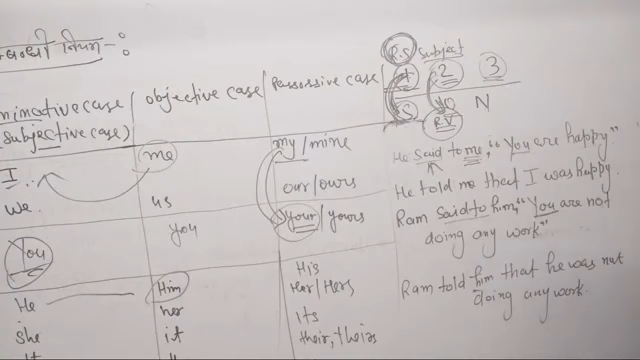 R.S Subject
1 2 3
S O N
R.V
minative case objective case Possossive case
(Subjective case)
I me my/mine
We us our/ours
You you your/yours
He Him His
she her Her/Hers
It it Its
their, theirs
He said to me, "You are happy"
He told me that I was happy.
Ram said to him, "You are not
doing any work"
Ram told him that he was not
doing any work.